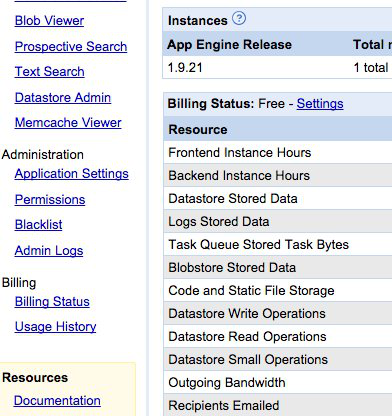 Blob Viewer
Prospective Search
Text Search
Datastore Admin
Memcache Viewer
Administration
Application Settings
Permissions
Blacklist
Admin Logs
Billing
Billing Status
Usage History
Resources
Documentation
Instances ?
App Engine Release Total
1.9.21 1 total
Billing Status: Free - Settings
Resource
Frontend Instance Hours
Backend Instance Hours
Datastore Stored Data
Logs Stored Data
Task Queue Stored Task Bytes
Blobstore Stored Data
Code and Static File Storage
Datastore Write Operations
Datastore Read Operations
Datastore Small Operations
Outgoing Bandwidth
Recipients Emailed